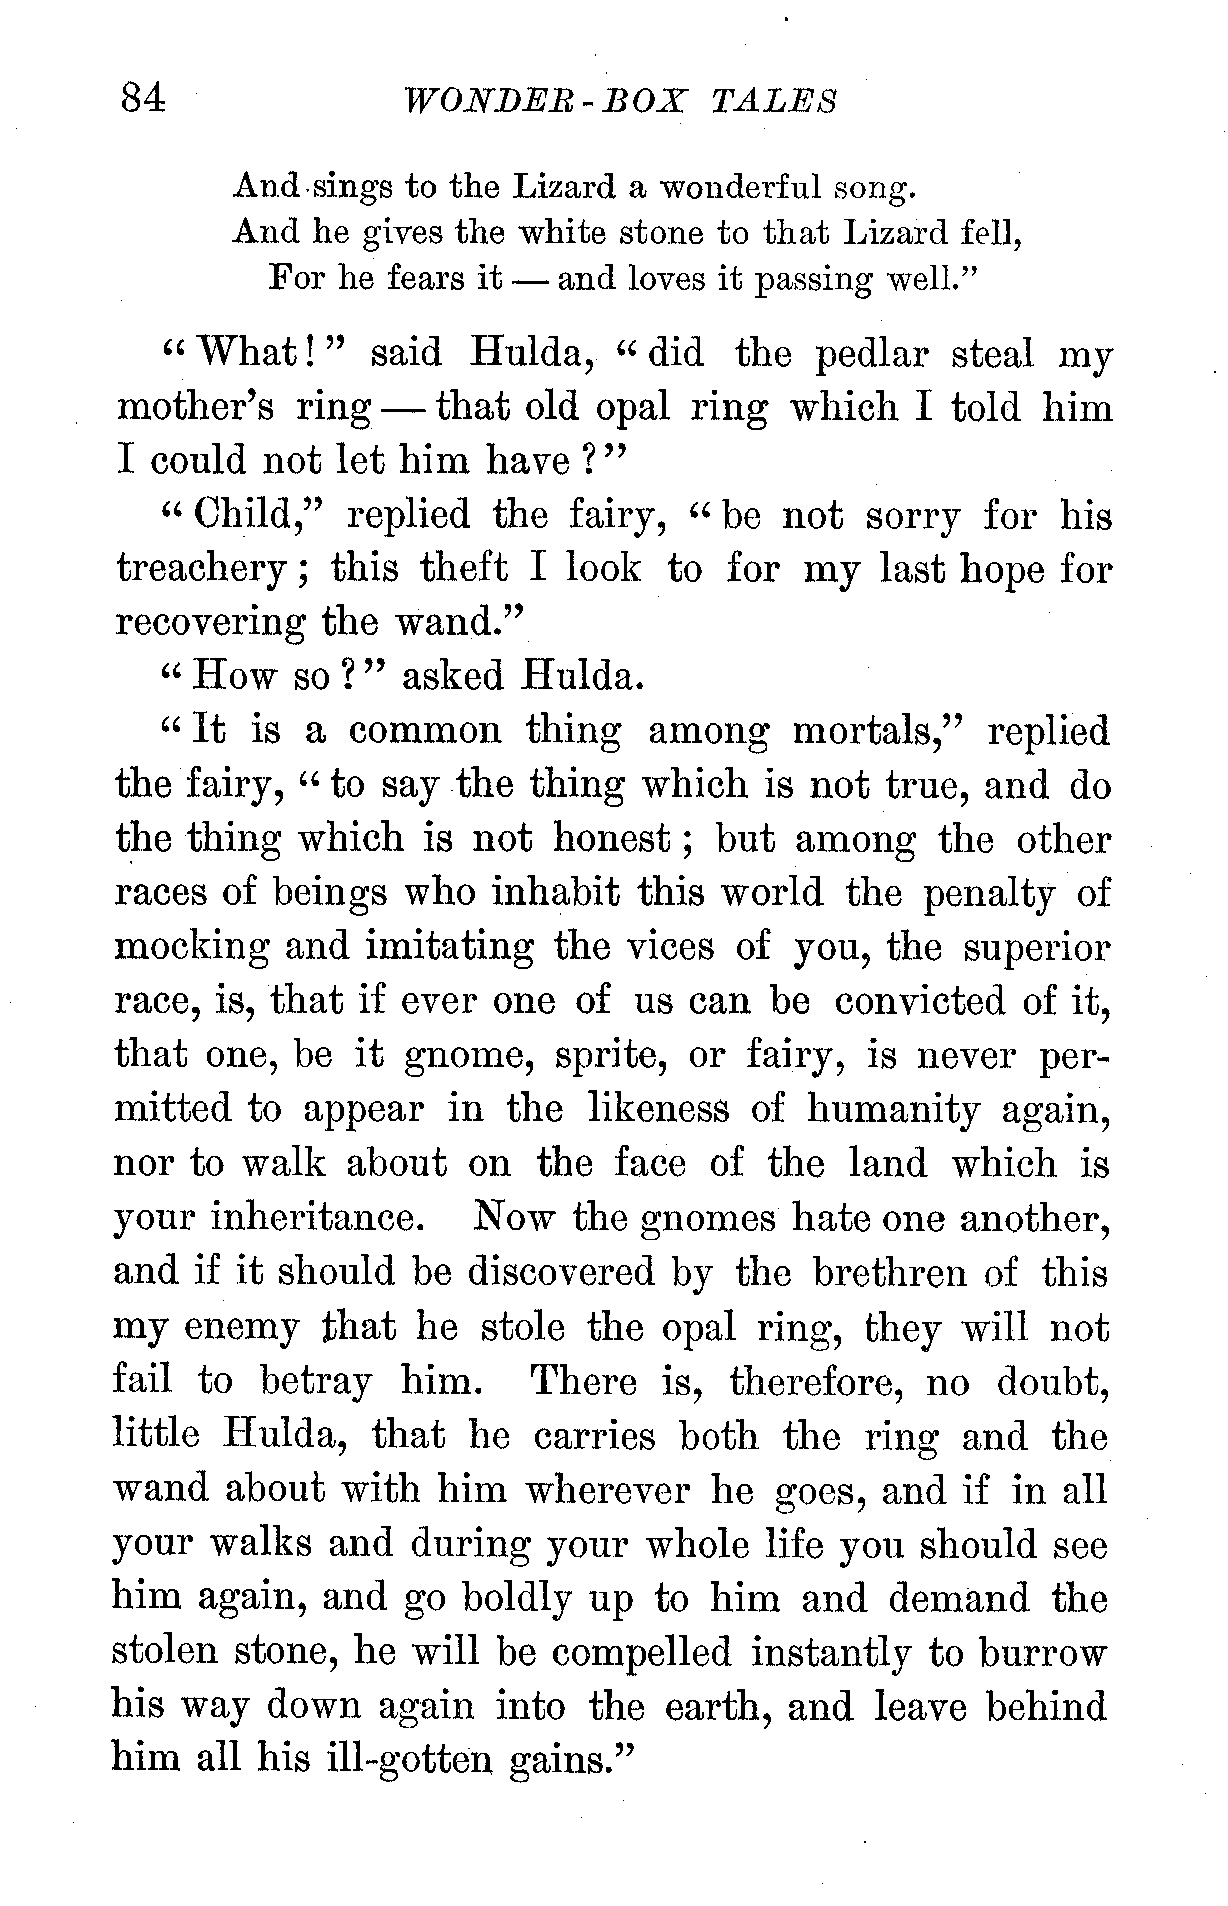 84 WONDER-BOX TALES
And sings to the Lizard a wonderful song.
And he gives the white stone to that Lizard fell,
For he fears it — and loves it passing well."
"What!" said Hulda, "did the pedlar steal my
mother's ring — that old opal ring which I told him
I could not let him have?"
"Child," replied the fairy, "be not sorry for his
treachery; this theft I look to for my last hope for
recovering the wand."
"How so?" asked Hulda.
"It is a common thing among mortals," replied
the fairy, "to say the thing which is not true, and do
the thing which is not honest; but among the other
races of beings who inhabit this world the penalty of
mocking and imitating the vices of you, the superior
race, is, that if ever one of us can be convicted of it,
that one, be it gnome, sprite, or fairy, is never per-
mitted to appear in the likeness of humanity again,
nor to walk about on the face of the land which is
your inheritance. Now the gnomes hate one another,
and if it should be discovered by the brethren of this
my enemy that he stole the opal ring, they will not
fail to betray him. There is, therefore, no doubt,
little Hulda, that he carries both the ring and the
wand about with him wherever he goes, and if in all
your walks and during your whole life you should see
him again, and go boldly up to him and demand the
stolen stone, he will be compelled instantly to burrow
his way down again into the earth, and leave behind
him all his ill-gotten gains."